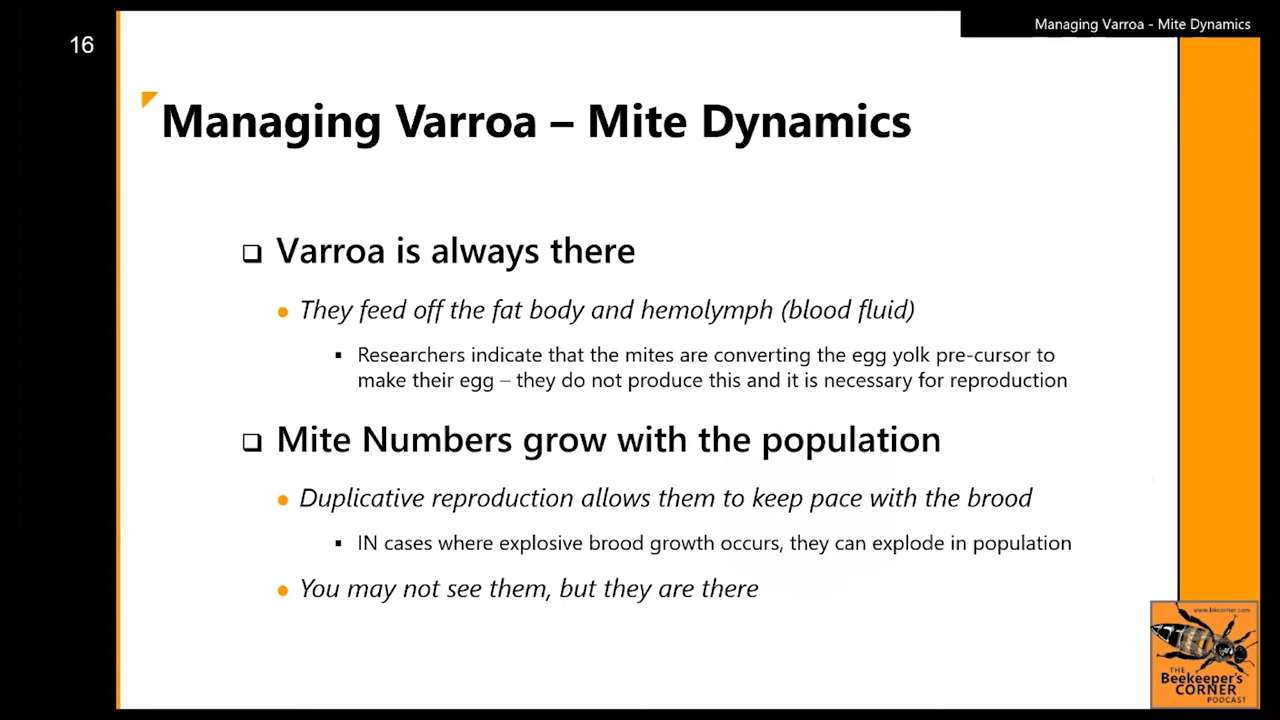 Managing Varroa - Mite Dynamics
16
Managing Varroa – Mite Dynamics
Varroa is always there
They feed off the fat body and hemolymph (blood fluid)
Researchers indicate that the mites are converting the egg yolk pre-cursor to
make their egg – they do not produce this and it is necessary for reproduction
Mite Numbers grow with the population
Duplicative reproduction allows them to keep pace with the brood
IN cases where explosive brood growth occurs, they can explode in population
You may not see them, but they are there
www.bkcorner.com
THE
Beekeeper's
CORNER
PODCAST